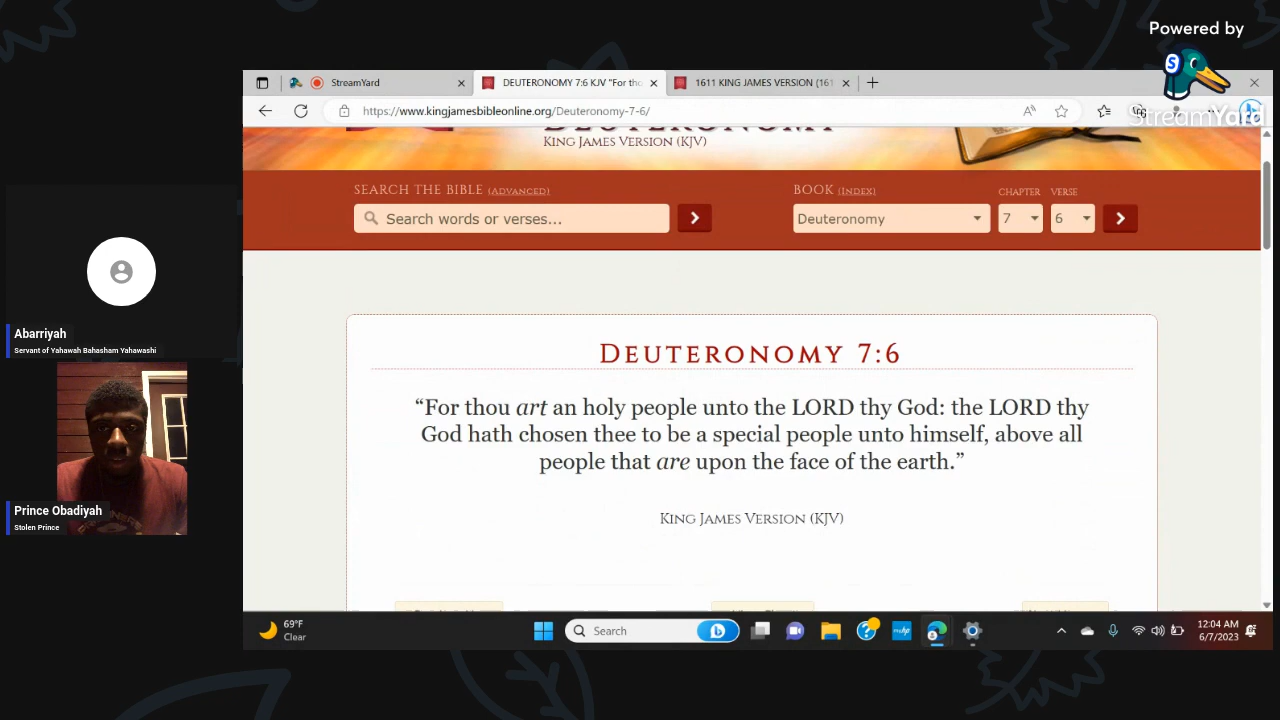 Powered by
StreamYard
StreamYard
DEUTERONOMY 7:6 KJV "For tho
1611 KING JAMES VERSION (161
https://www.kingjamesbibleonline.org/Deuteronomy-7-6/
DEUTERONOMY
KING JAMES VERSION (KJV)
SEARCH THE BIBLE (ADVANCED)
BOOK (INDEX)
CHAPTER
VERSE
Search words or verses...
Deuteronomy
7
6
DEUTERONOMY 7:6
“For thou art an holy people unto the LORD thy God: the LORD thy
God hath chosen thee to be a special people unto himself, above all
people that are upon the face of the earth.”
KING JAMES VERSION (KJV)
Abarriyah
Servant of Yahawah Bahasham Yahawashi
Prince Obadiyah
Stolen Prince
69°F
Clear
Search
12:04 AM
6/7/2023